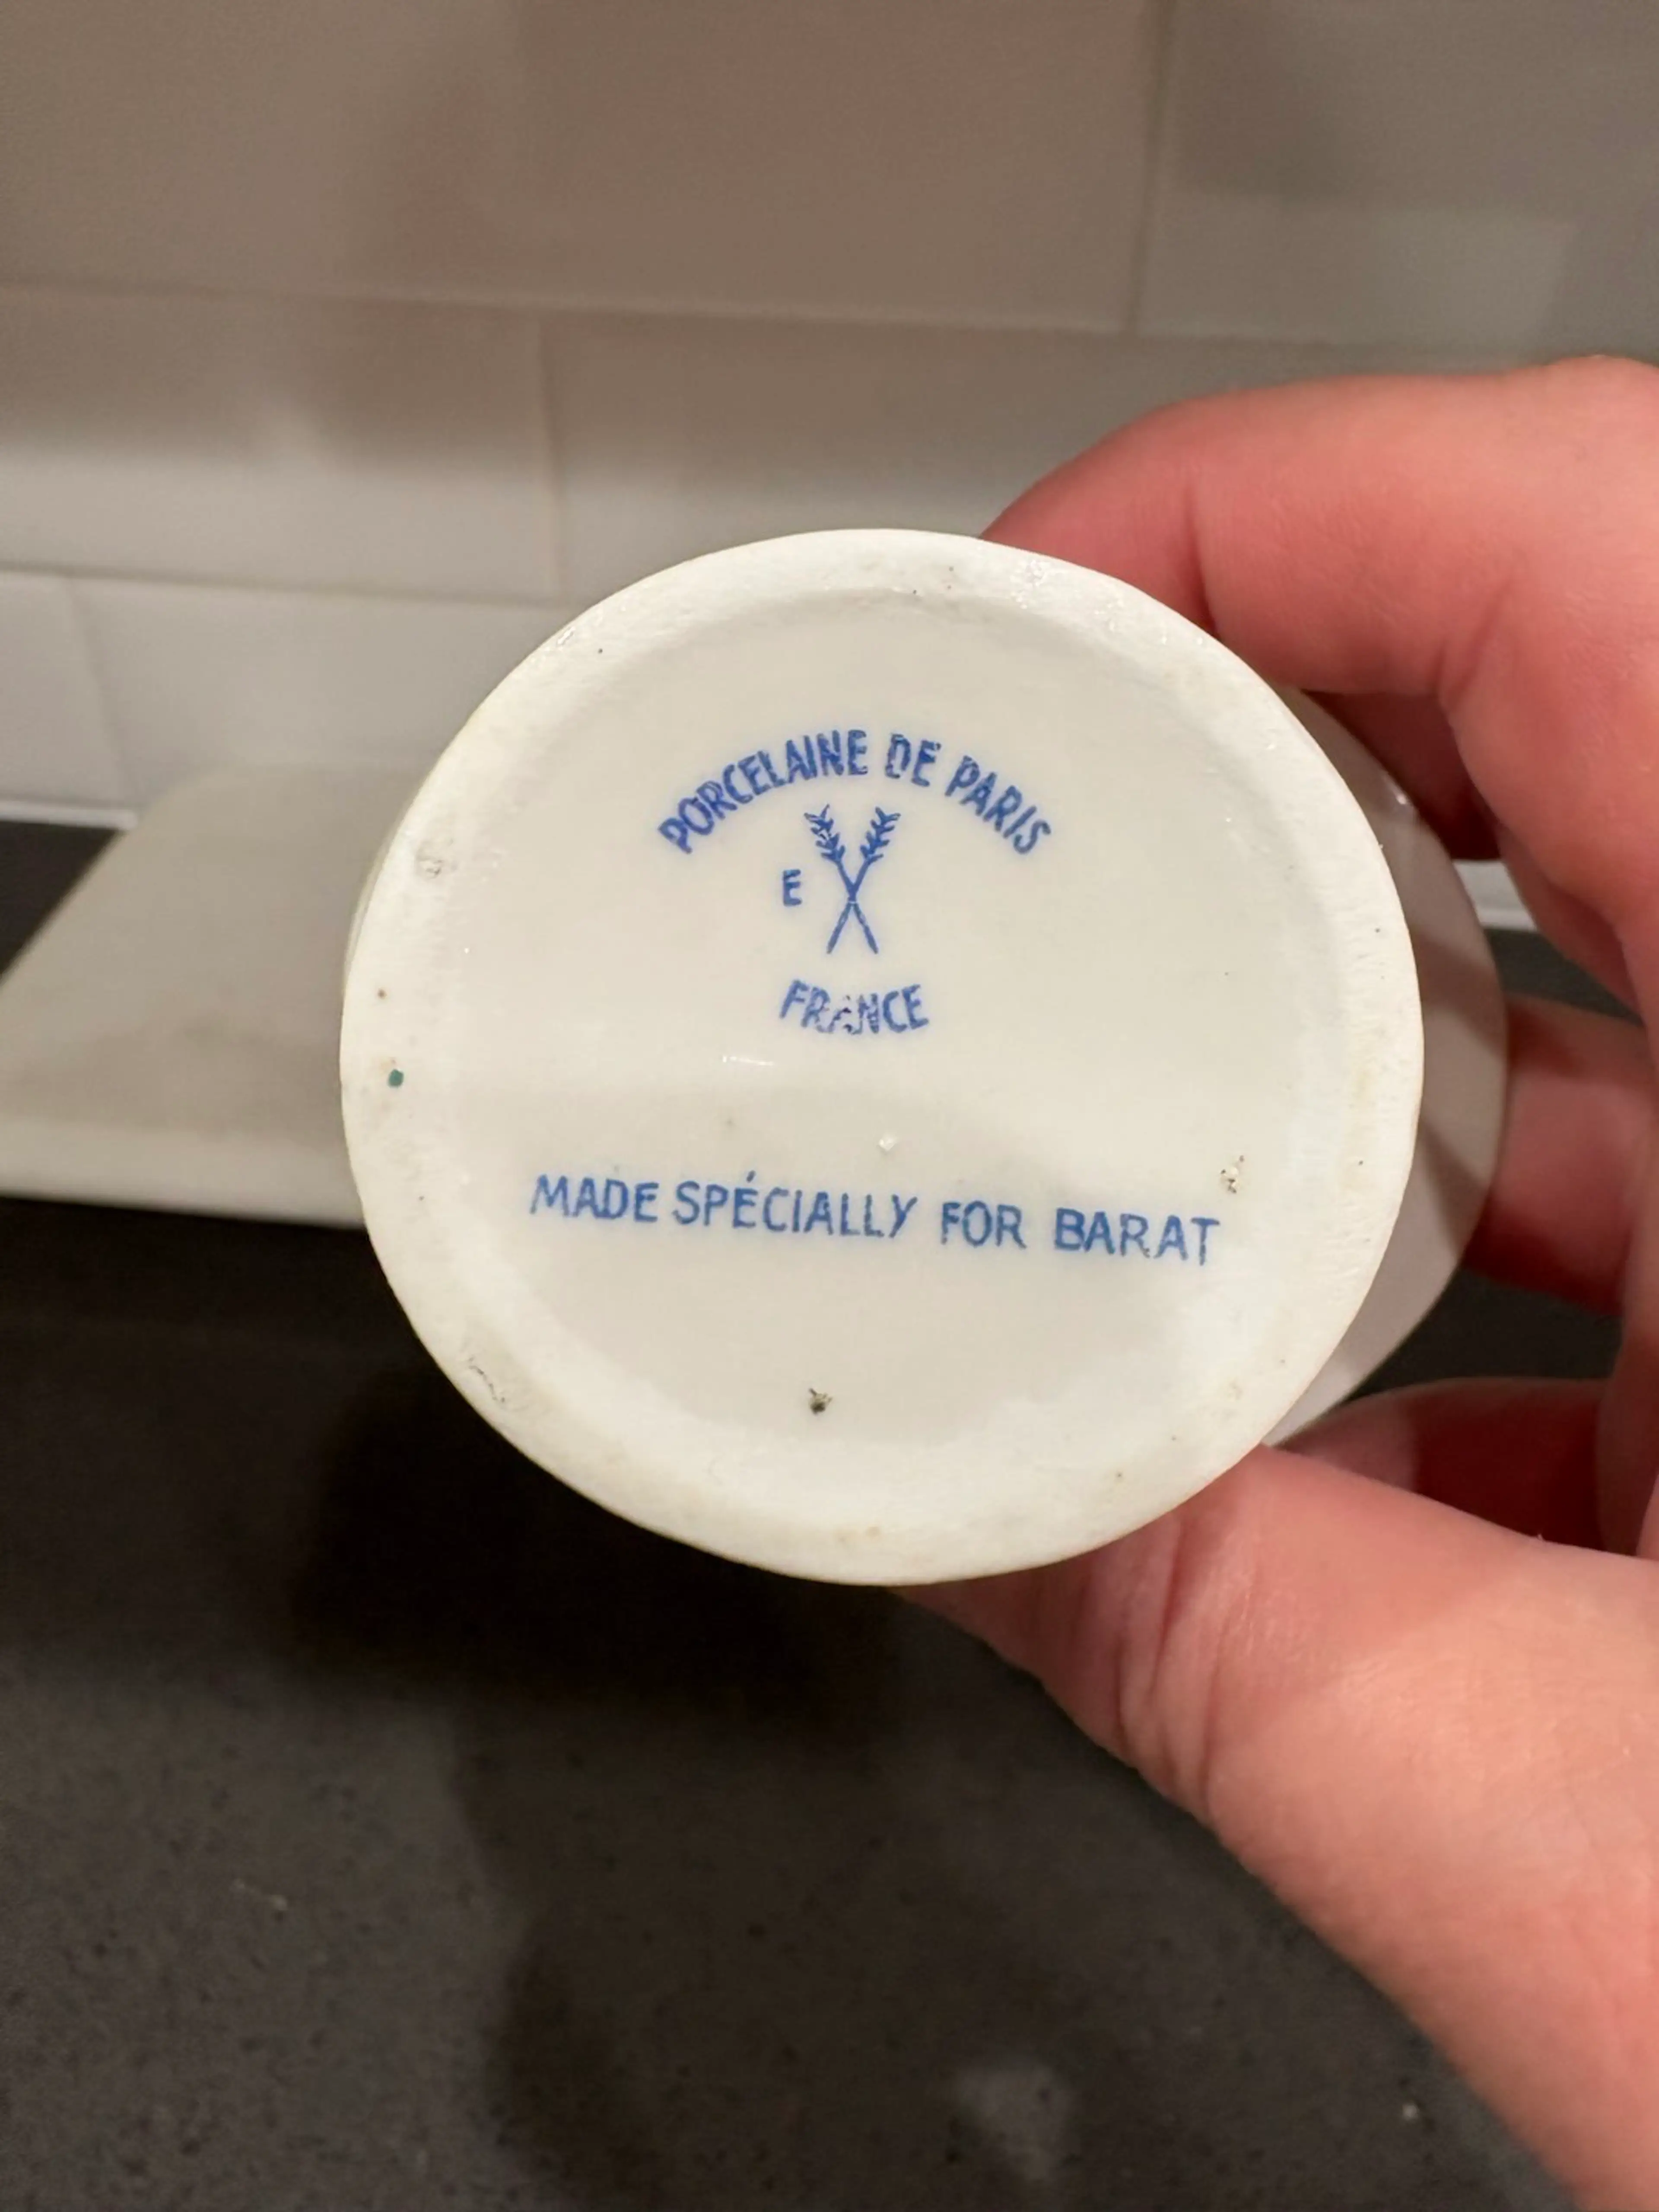 PORCELAINE DE PARIS
E
FRANCE
MADE SPÉCIALLY FOR BARAT